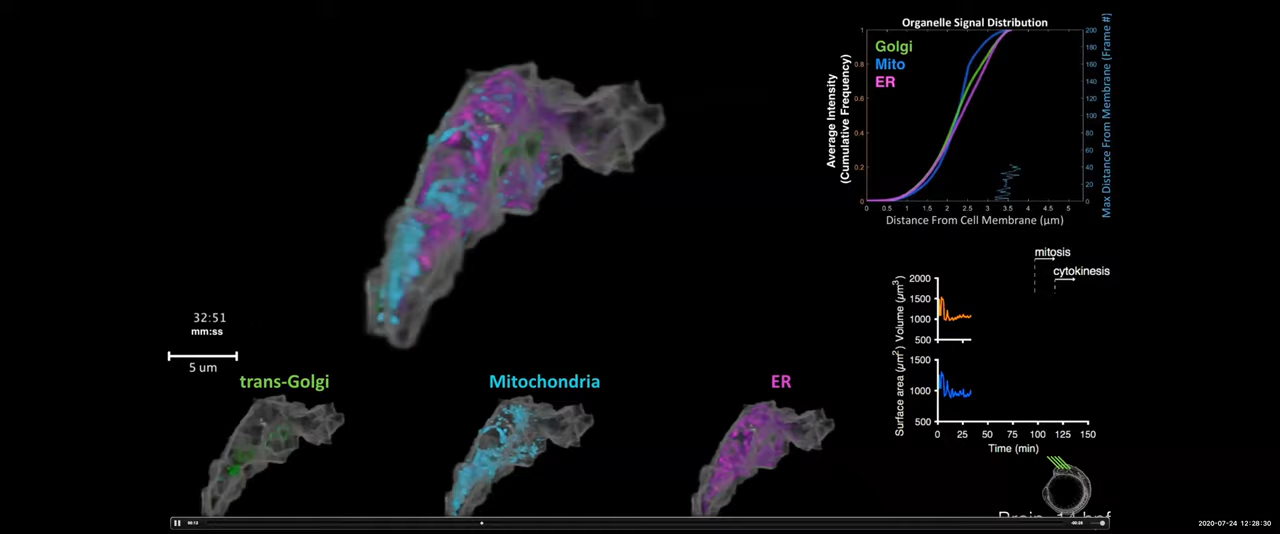 Organelle Signal Distribution
Golgi
Mito
ER
Average Intensity
(Cumulative Frequency)
1
0.8
0.6
0.4
0.2
0
0 0.5 1 1.5 2 2.5 3 3.5 4 4.5 5
Distance From Cell Membrane (μm)
200
180
160
140
120
100
80
60
40
20
0
Max Distance From Membrane (Frame #)
mitosis
cytokinesis
Volume (μm³)
2000
1500
1000
500
Surface area (μm²)
1500
1000
500
0 25 50 75 100 125 150
Time (min)
32:51
mm:ss
5 um
trans-Golgi
Mitochondria
ER
00:13
-00:28
2020-07-24 12:28:30